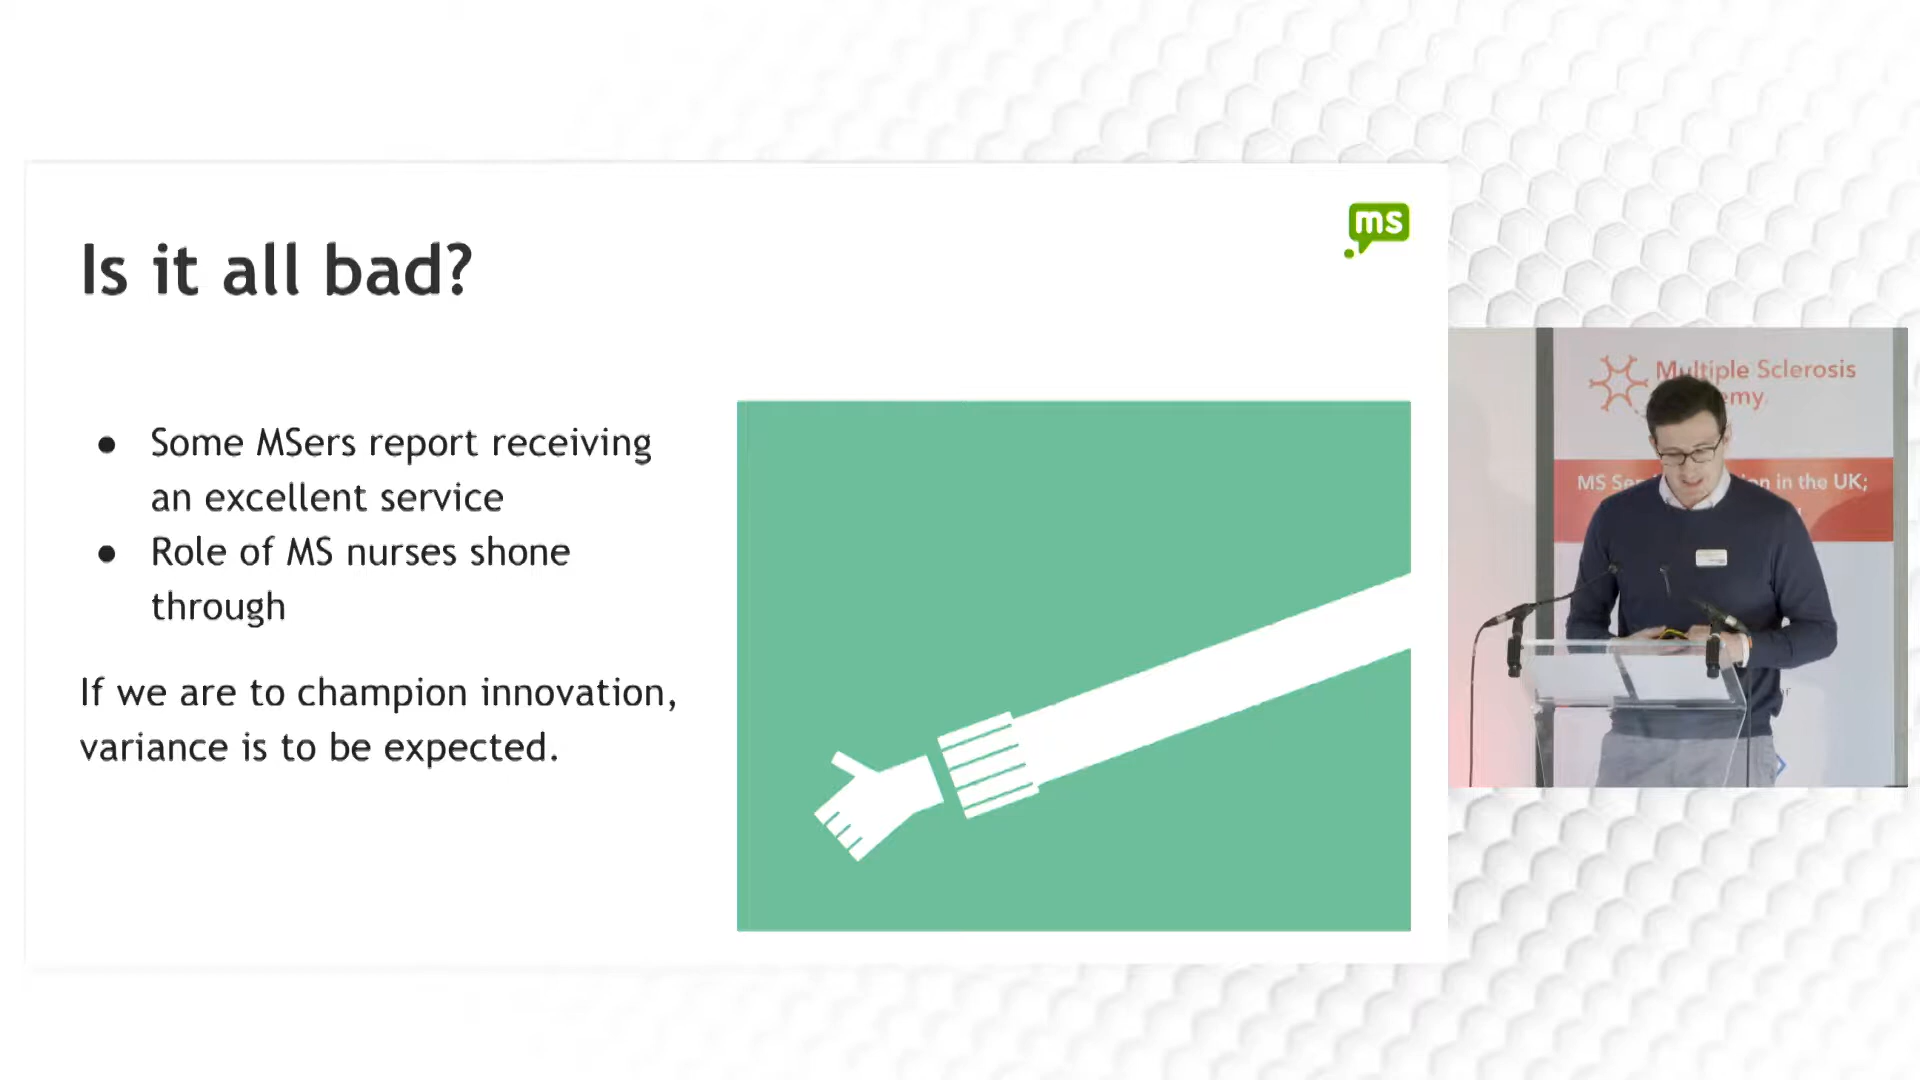 ms
Is it all bad?
● Some MSers report receiving
an excellent service
● Role of MS nurses shone
through
If we are to champion innovation,
variance is to be expected.
Multiple Sclerosis
MS in the UK;